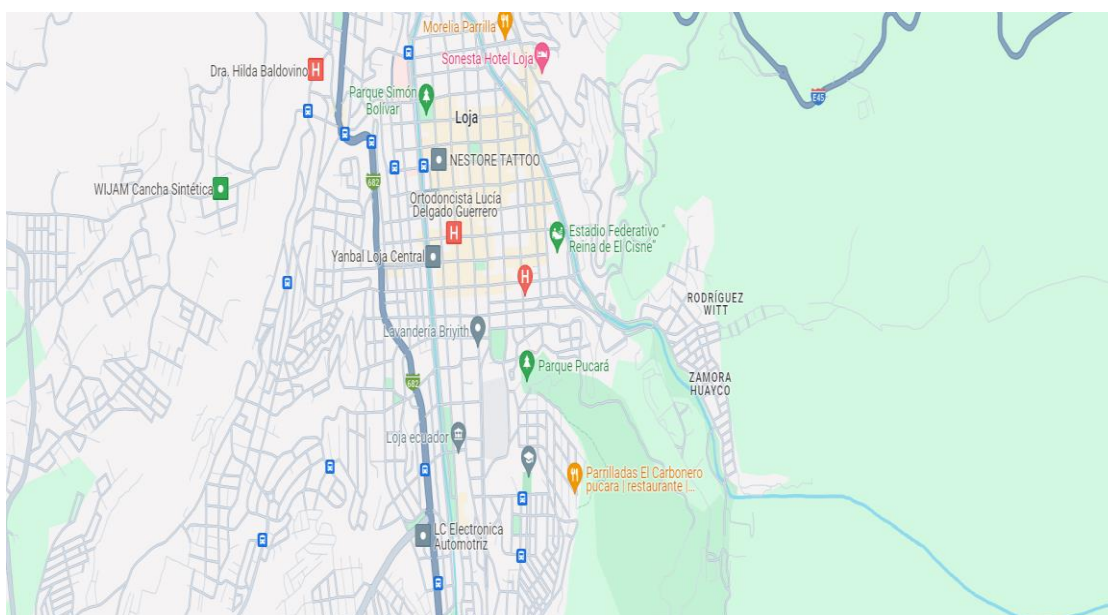 Morelia Parrilla
Sonesta Hotel Loja
Dra. Hilda Baldovino
H
E45
Parque Simón
Bolívar
Loja
NESTORE TATTOO
682
WIJAM Cancha Sintética
Ortodoncista Lucía
Delgado Guerrero
H
Estadio Federativo "
Reina de El Cisne"
Yanbal Loja Central
H
RODRÍGUEZ
WITT
Lavandería Briyith
Parque Pucará
682
ZAMORA
HUAYCO
Loja ecuador
Parrilladas El Carbonero
pucara | restaurante |...
LC Electronica
Automotriz